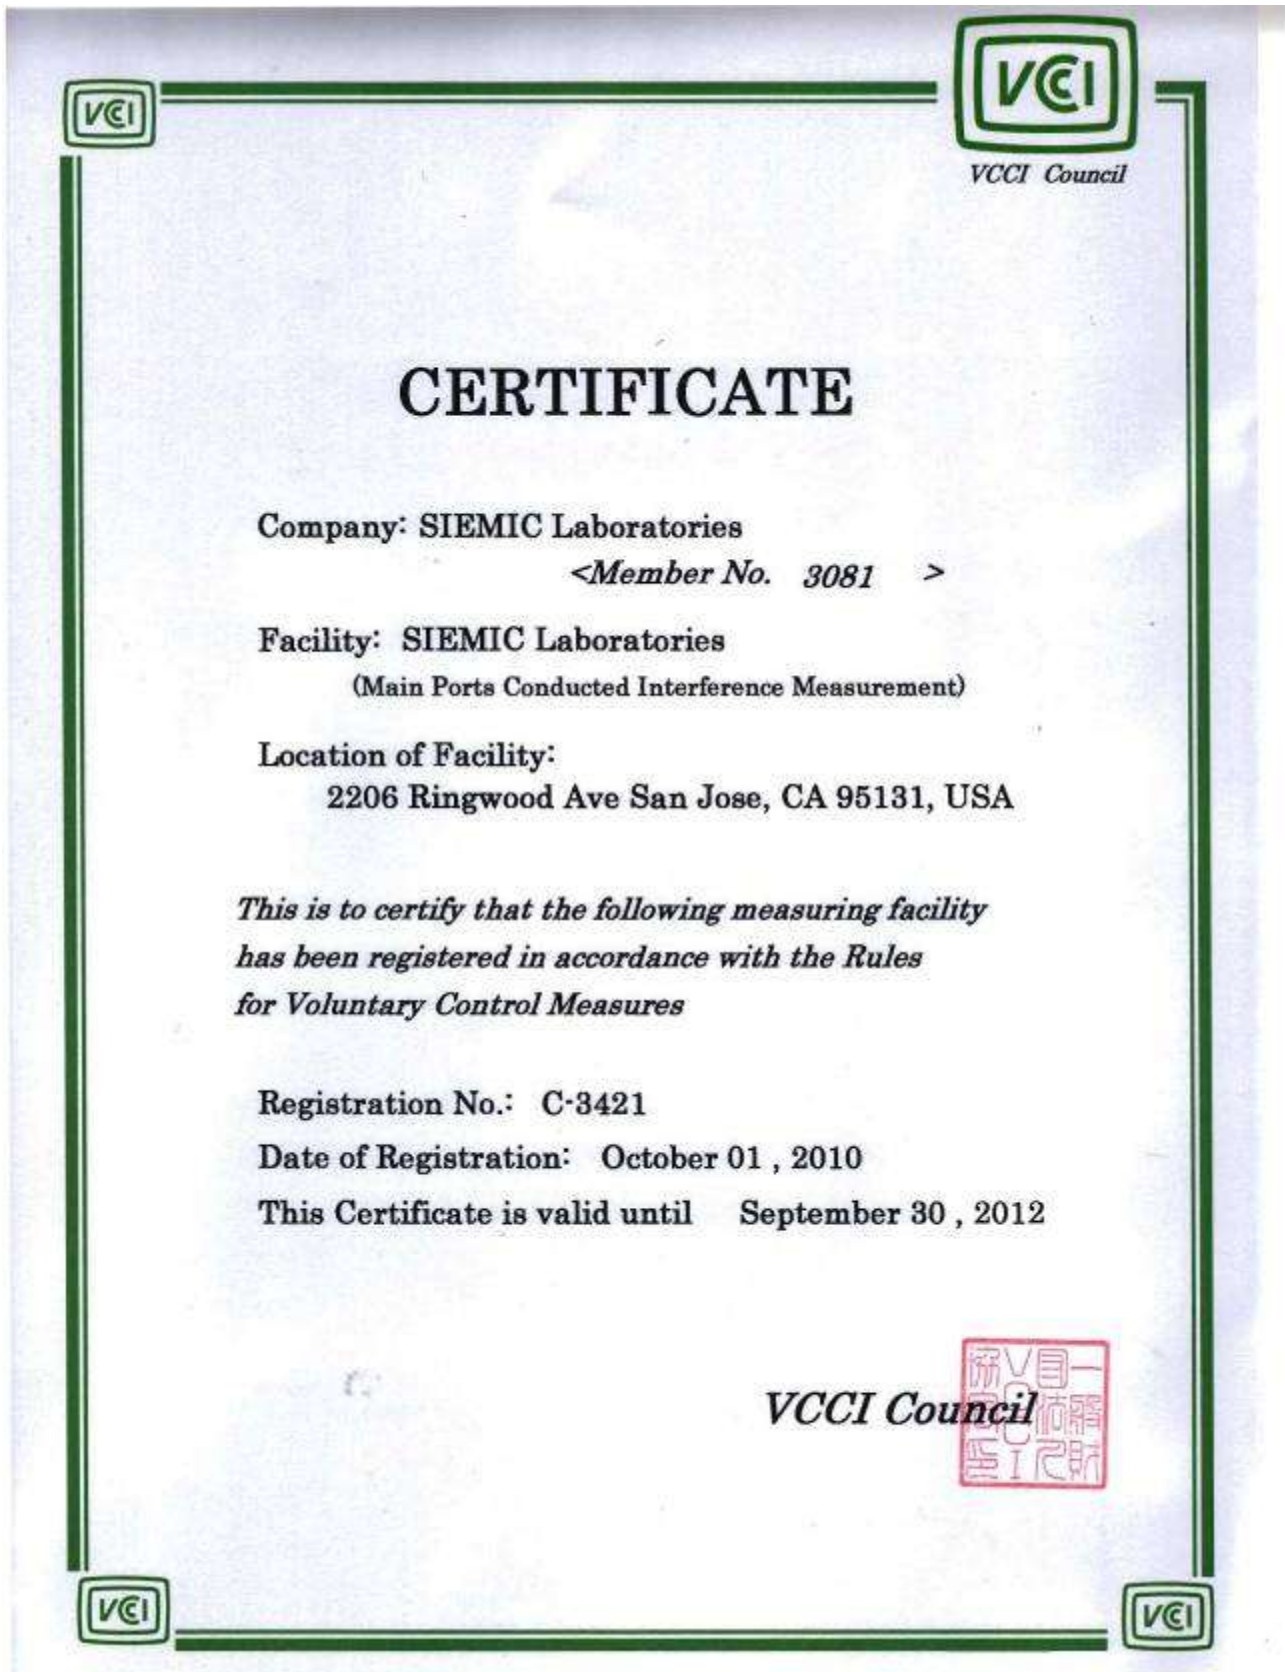 VCCI
VCCI
VCCI Council
CERTIFICATE
Company: SIEMIC Laboratories
<Member No. 3081 >
Facility: SIEMIC Laboratories
(Main Ports Conducted Interference Measurement)
Location of Facility:
2206 Ringwood Ave San Jose, CA 95131, USA
This is to certify that the following measuring facility
has been registered in accordance with the Rules
for Voluntary Control Measures
Registration No.: C-3421
Date of Registration: October 01 , 2010
This Certificate is valid until September 30 , 2012
VCCI Council
VCCI
VCCI